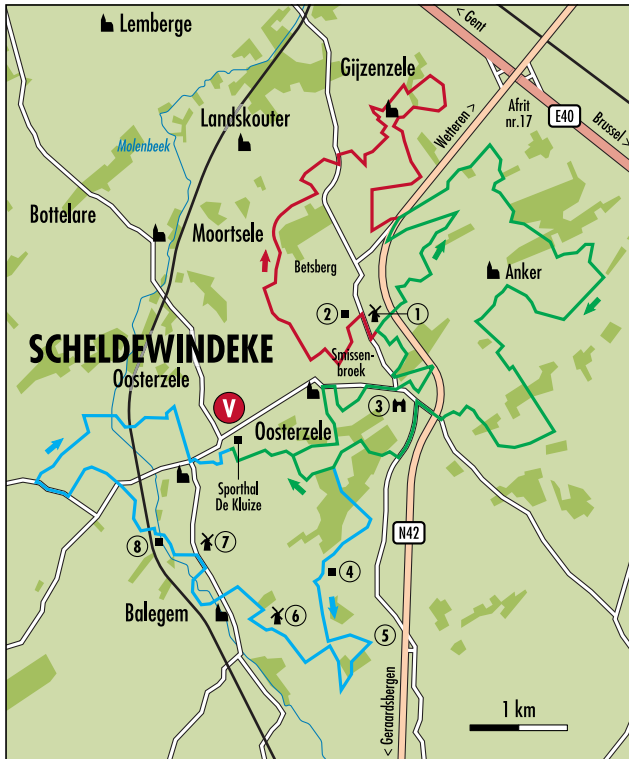 < Gent
Lemberge
Gijzenzele
Wetteren >
Afrit
nr.17
E40
Brussel >
Landskouter
Molenbeek
Bottelare
Moortsele
Betsberg
Anker
2
1
SCHELDEWINDEKE
Smissen-
broek
Oosterzele
V
3
Oosterzele
Sporthal
De Kluize
N42
8
7
4
Balegem
6
5
< Geraardsbergen
1 km